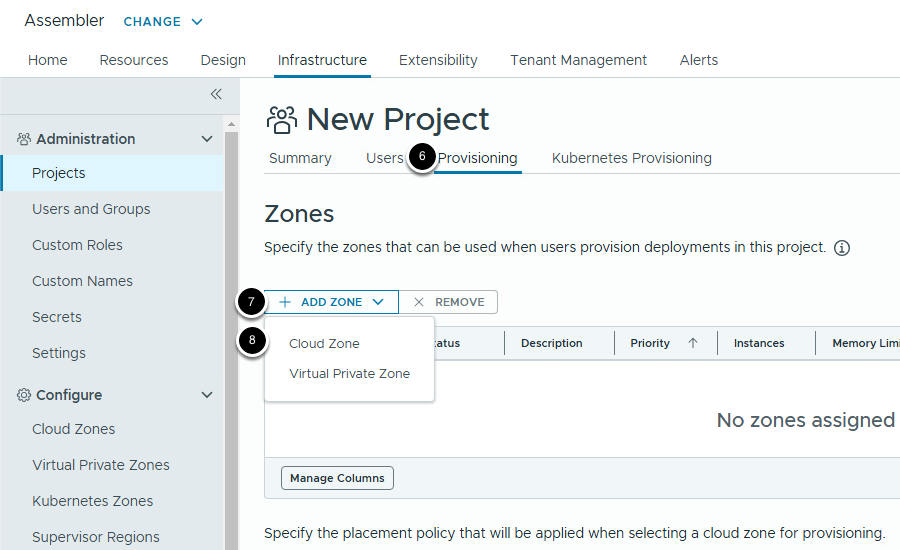 Assembler CHANGE
Home Resources Design Infrastructure Extensibility Tenant Management Alerts
Administration
Projects
Users and Groups
Custom Roles
Custom Names
Secrets
Settings
Configure
Cloud Zones
Virtual Private Zones
Kubernetes Zones
Supervisor Regions
New Project
Summary Users 6 Provisioning Kubernetes Provisioning
Zones
Specify the zones that can be used when users provision deployments in this project.
7 + ADD ZONE × REMOVE
8 Cloud Zone
Virtual Private Zone
tatus Description Priority ↑ Instances Memory Limi
No zones assigned
Manage Columns
Specify the placement policy that will be applied when selecting a cloud zone for provisioning.